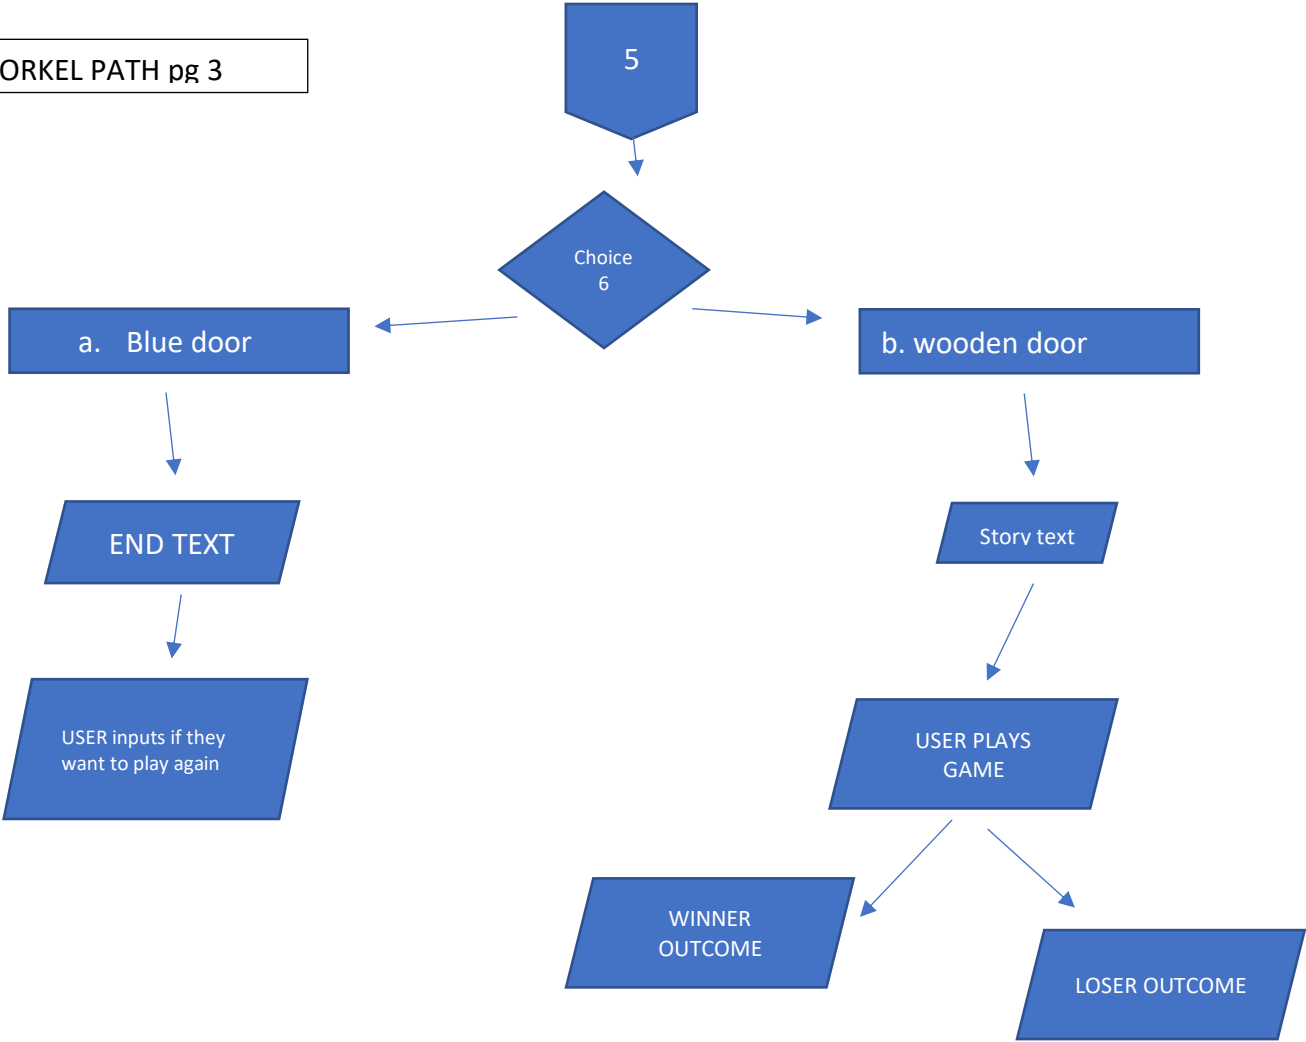 ORKEL PATH pg 3
5
Choice
6
a. Blue door
b. wooden door
END TEXT
Story text
USER inputs if they
want to play again
USER PLAYS
GAME
WINNER
OUTCOME
LOSER OUTCOME